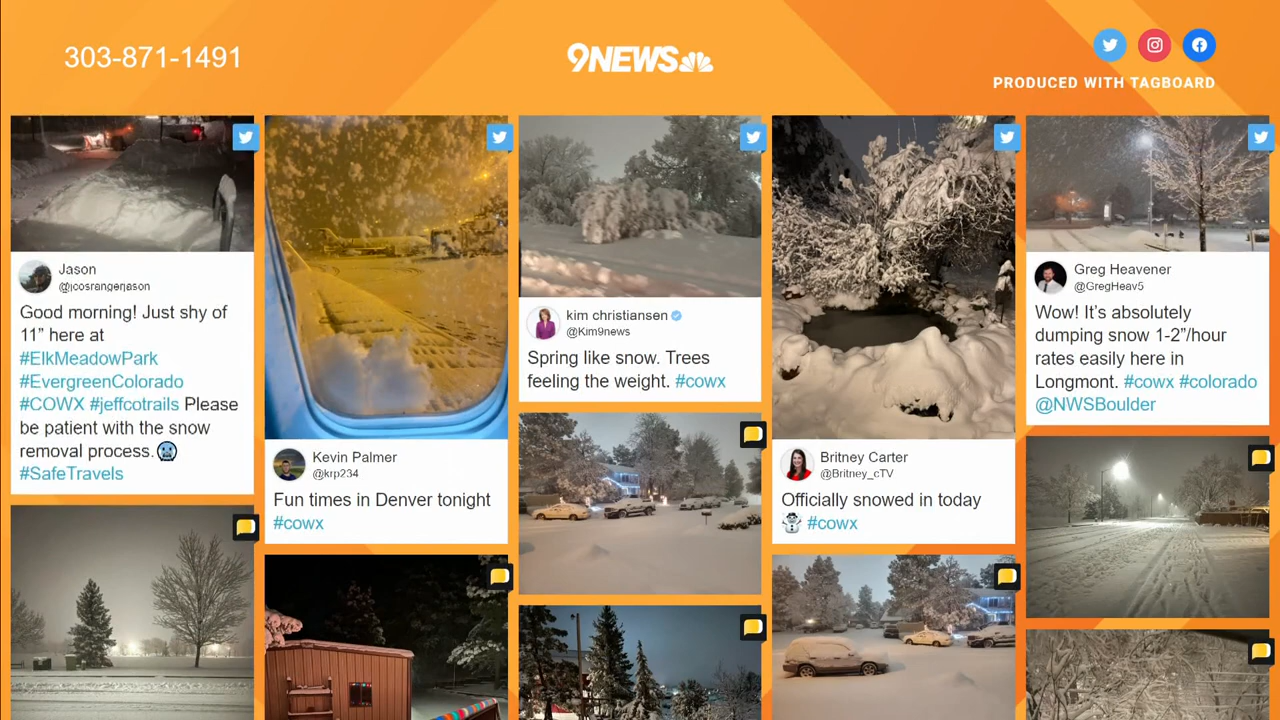 303-871-1491
9NEWS
PRODUCED WITH TAGBOARD
Jason
@jcosrangerjason
Good morning! Just shy of
11” here at
#ElkMeadowPark
#EvergreenColorado
#COWX #jeffcotrails Please
be patient with the snow
removal process.
#SafeTravels
Kevin Palmer
@krp234
Fun times in Denver tonight
#cowx
kim christiansen
@Kim9news
Spring like snow. Trees
feeling the weight. #cowx
Britney Carter
@Britney_cTV
Officially snowed in today
#cowx
Greg Heavener
@GregHeav5
Wow! It’s absolutely
dumping snow 1-2”/hour
rates easily here in
Longmont. #cowx #colorado
@NWSBoulder